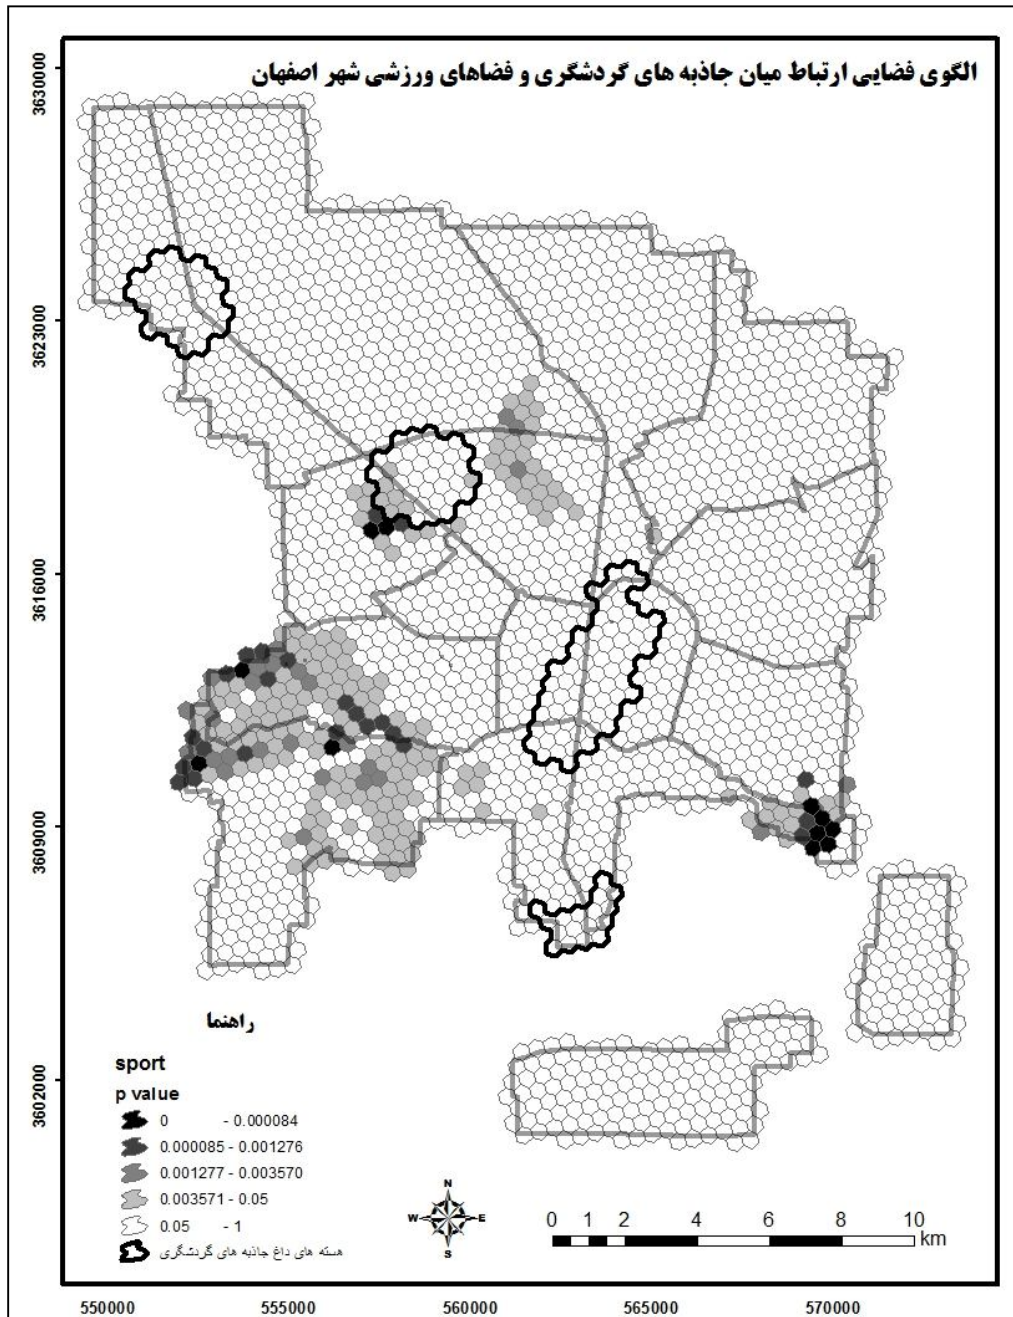 الگوی فضایی ارتباط میان جاذبه های گردشگری و فضاهای ورزشی شهر اصفهان
3630000
3623000
3616000
3609000
3602000
راهنما
sport
p value
0 - 0.000084
0.000085 - 0.001276
0.001277 - 0.003570
0.003571 - 0.05
0.05 - 1
هسته های داغ جاذبه های گردشگری
N
W E
S
0 1 2 4 6 8 10
km
550000 555000 560000 565000 570000